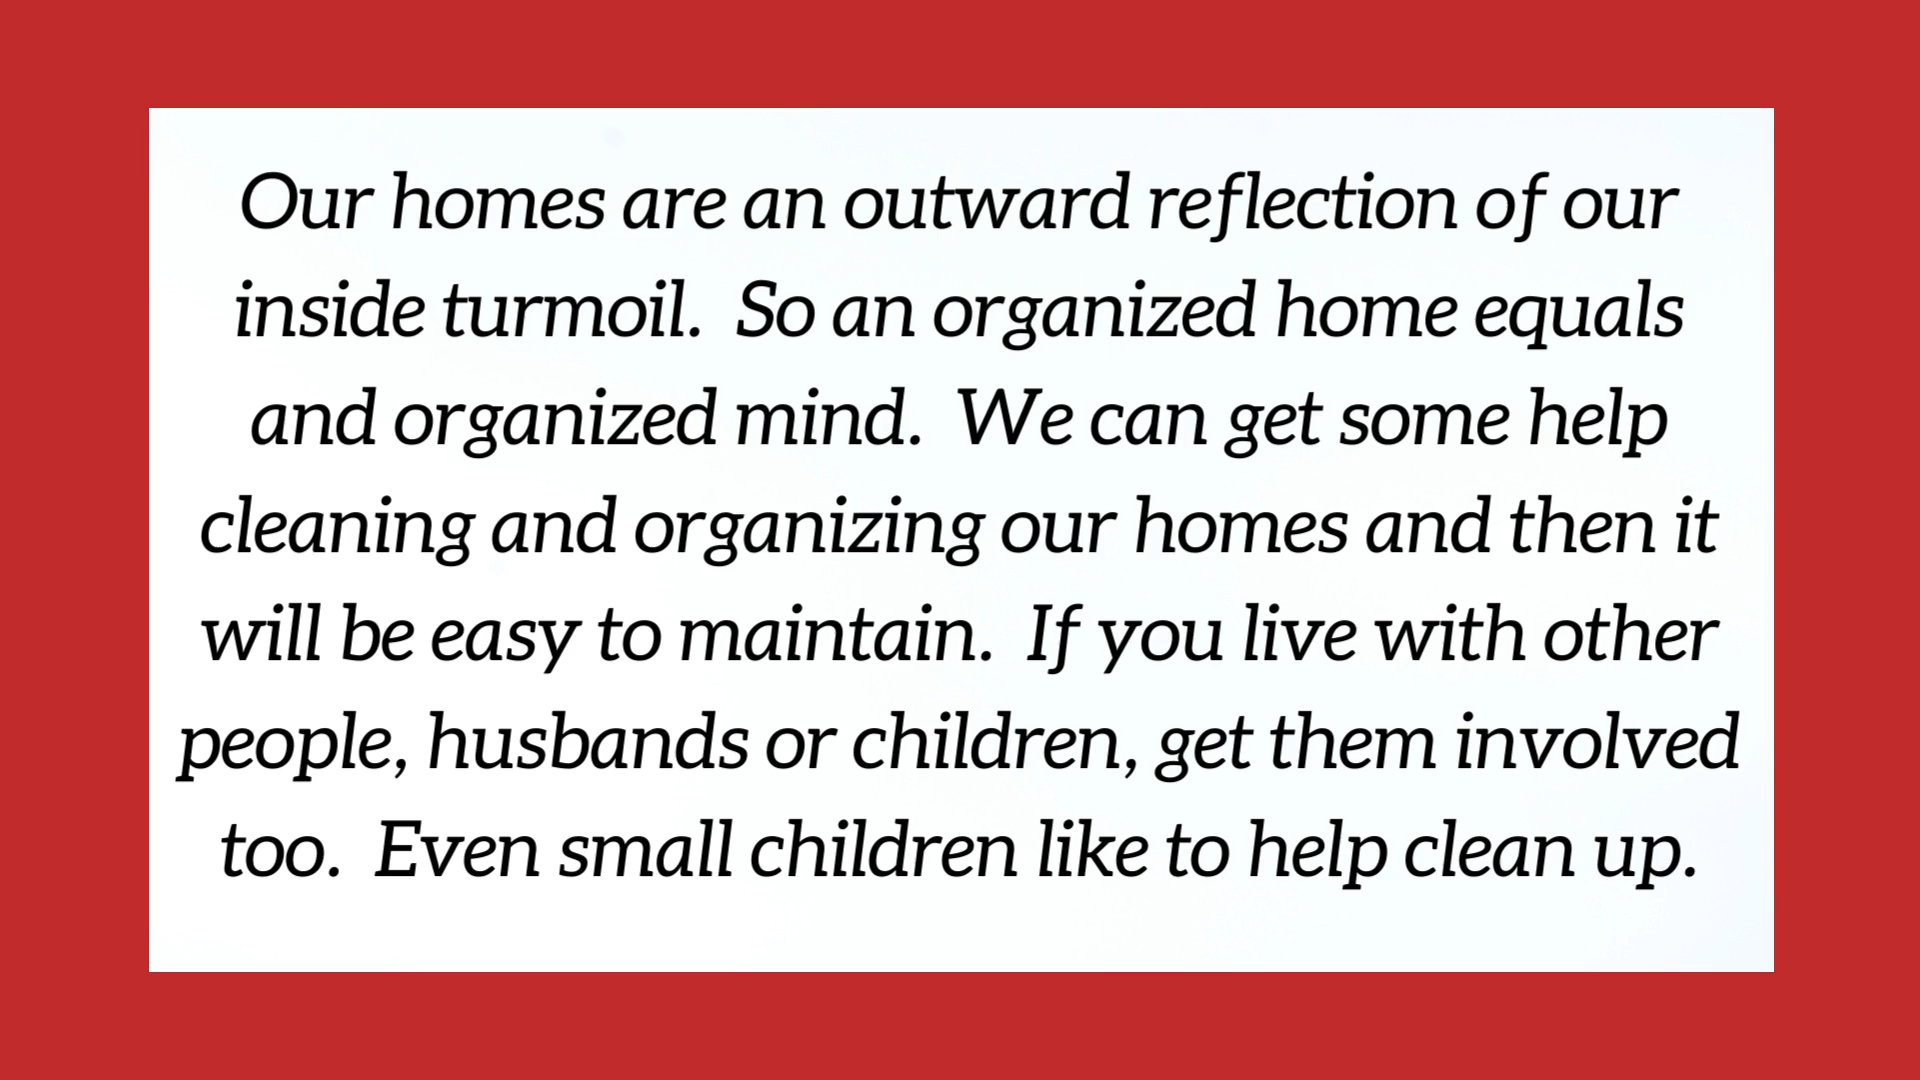 Our homes are an outward reflection of our
inside turmoil.  So an organized home equals
and organized mind.  We can get some help
cleaning and organizing our homes and then it
will be easy to maintain.  If you live with other
people, husbands or children, get them involved
too.  Even small children like to help clean up.